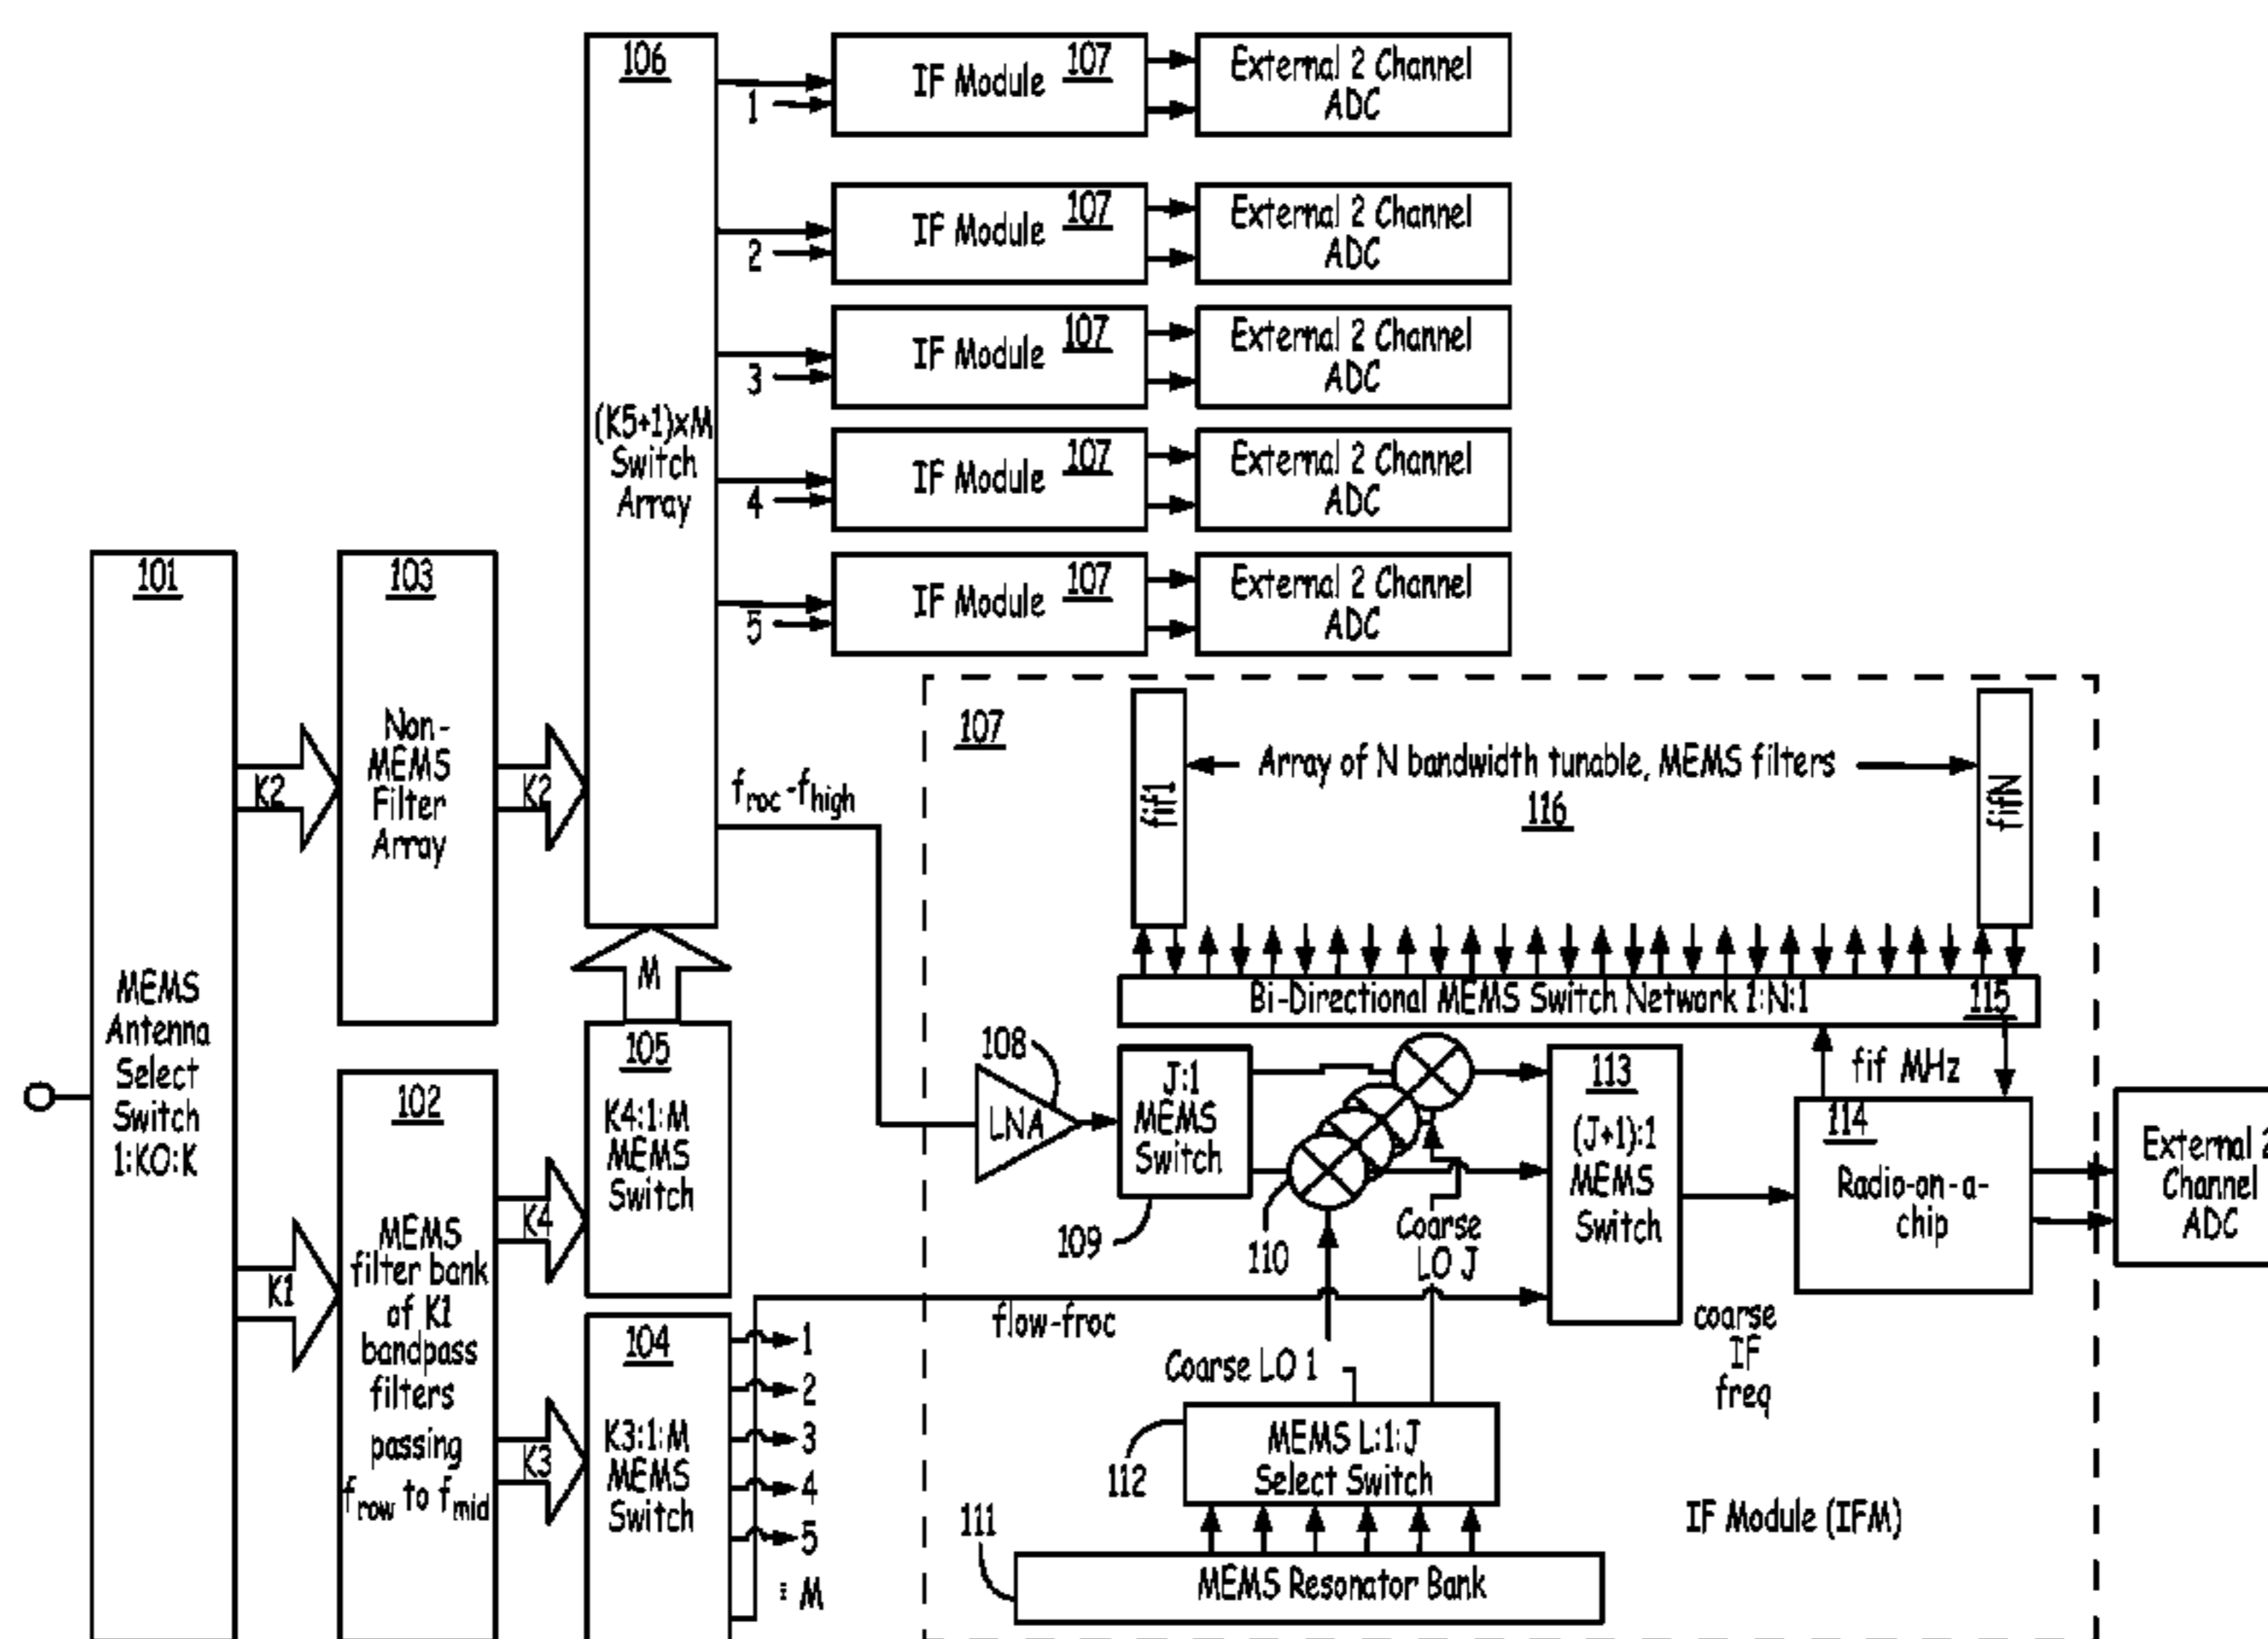 106
(K5+1)xM
Switch
Array
1
IF Module 107
External 2 Channel
ADC
2
IF Module 107
External 2 Channel
ADC
3
IF Module 107
External 2 Channel
ADC
4
IF Module 107
External 2 Channel
ADC
5
IF Module 107
External 2 Channel
ADC
101
MEMS
Antenna
Select
Switch
1:KO:K
K2
K1
103
Non-
MEMS
Filter
Array
K2
102
MEMS
filter bank
of K1
bandpass
filters
passing
frow to fmid
K4
K3
M
105
K4:1:M
MEMS
Switch
104
K3:1:M
MEMS
Switch
1
2
3
4
5
M
froc-fhigh
107
fif1
Array of N bandwidth tunable, MEMS filters
116
fifN
Bi-Directional MEMS Switch Network 1:N:1 115
108
LNA
J:1
MEMS
Switch
109
110
Coarse
LO J
113
(J+1):1
MEMS
Switch
fif MHz
114
Radio-on-a-
chip
External 2
Channel
ADC
flow-froc
coarse
IF
freq
Coarse LO 1
112
MEMS L:1:J
Select Switch
111
MEMS Resonator Bank
IF Module (IFM)